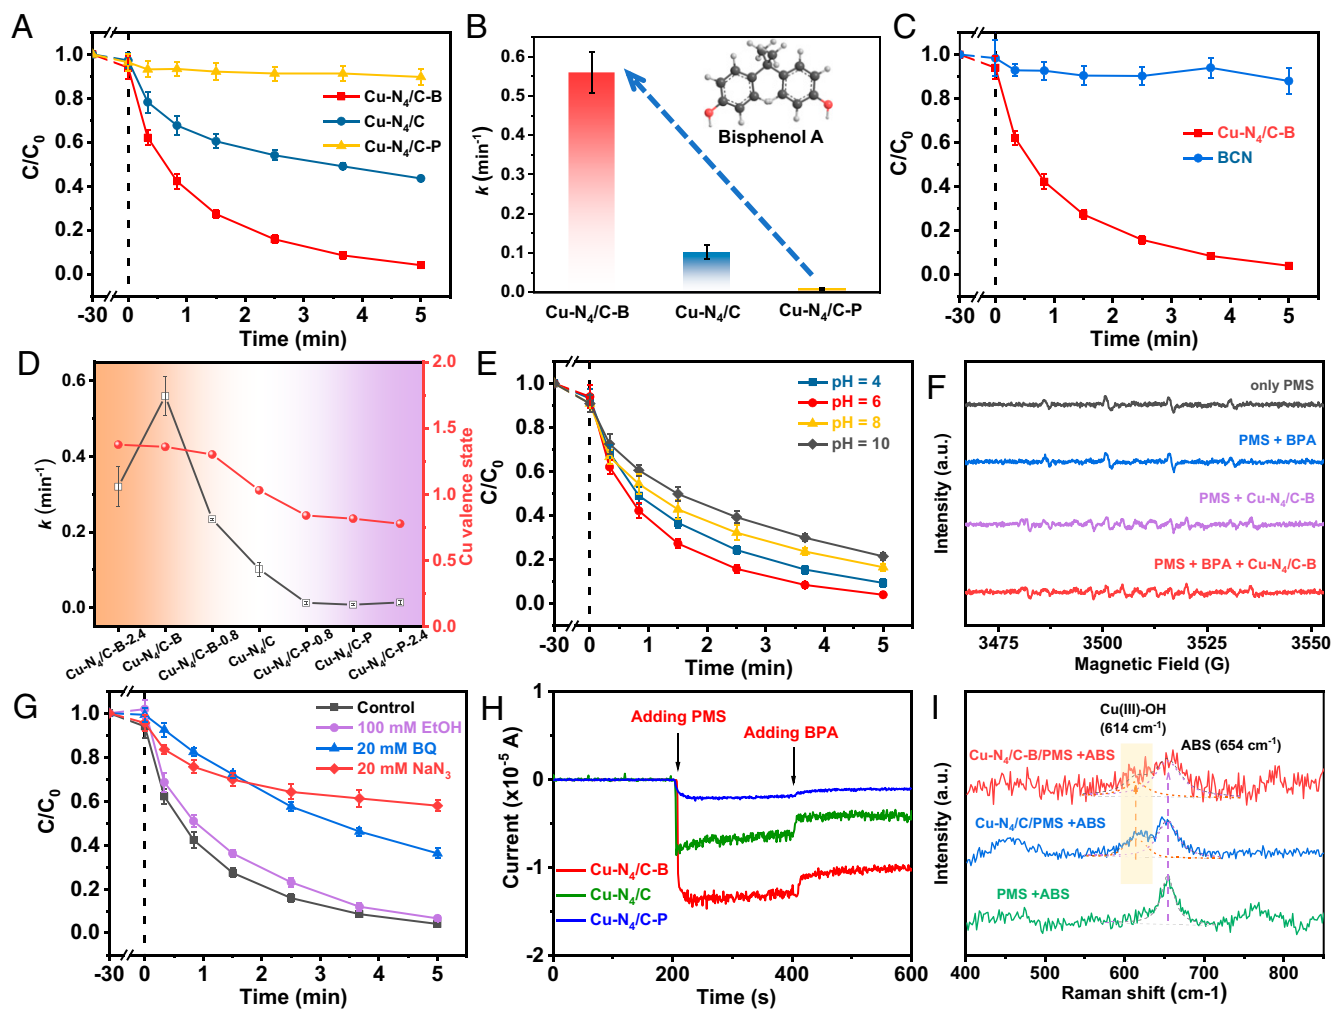 A
C/C0
1.0
0.8
0.6
0.4
0.2
0.0
Cu-N4/C-B
Cu-N4/C
Cu-N4/C-P
-30 0 1 2 3 4 5
Time (min)
B
k (min-1)
0.6
0.5
0.4
0.3
0.2
0.1
0.0
Bisphenol A
Cu-N4/C-B Cu-N4/C Cu-N4/C-P
C
C/C0
1.0
0.8
0.6
0.4
0.2
0.0
Cu-N4/C-B
BCN
-30 0 1 2 3 4 5
Time (min)
D
k (min-1)
0.6
0.4
0.2
0.0
2.0
1.5
1.0
0.5
0.0
Cu valence state
Cu-N4/C-B-2.4
Cu-N4/C-B
Cu-N4/C-B-0.8
Cu-N4/C
Cu-N4/C-P-0.8
Cu-N4/C-P
Cu-N4/C-P-2.4
E
C/C0
1.0
0.8
0.6
0.4
0.2
0.0
pH = 4
pH = 6
pH = 8
pH = 10
-30 0 1 2 3 4 5
Time (min)
F
Intensity (a.u.)
only PMS
PMS + BPA
PMS + Cu-N4/C-B
PMS + BPA + Cu-N4/C-B
3475 3500 3525 3550
Magnetic Field (G)
G
C/C0
1.0
0.8
0.6
0.4
0.2
0.0
Control
100 mM EtOH
20 mM BQ
20 mM NaN3
-30 0 1 2 3 4 5
Time (min)
H
Current (x10-5 A)
1
0
-1
-2
Adding PMS
Adding BPA
Cu-N4/C-B
Cu-N4/C
Cu-N4/C-P
0 200 400 600
Time (s)
I
Intensity (a.u.)
Cu(III)-OH
(614 cm-1)
ABS (654 cm-1)
Cu-N4/C-B/PMS +ABS
Cu-N4/C/PMS +ABS
PMS +ABS
400 500 600 700 800
Raman shift (cm-1)